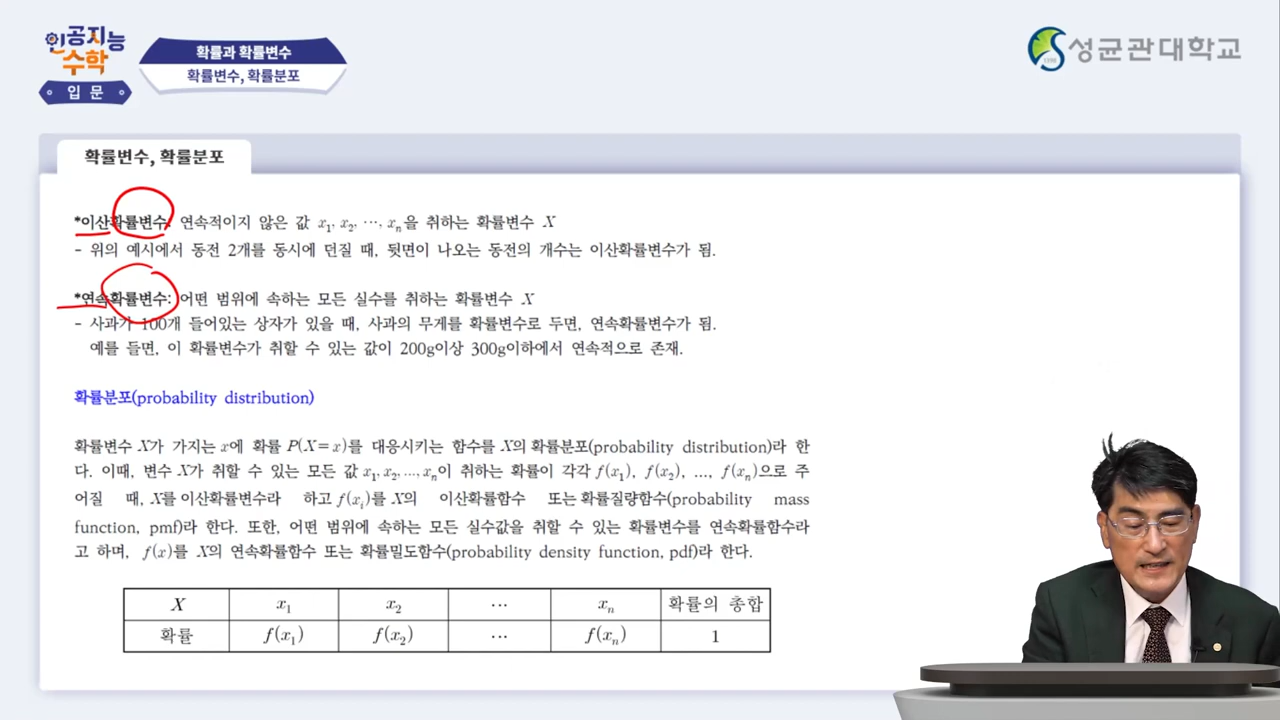 인공지능
수학
입문
확률과 확률변수
확률변수, 확률분포
성균관대학교
확률변수, 확률분포
*이산확률변수: 연속적이지 않은 값 x₁, x₂, ⋯, xₙ을 취하는 확률변수 X
- 위의 예시에서 동전 2개를 동시에 던질 때, 뒷면이 나오는 동전의 개수는 이산확률변수가 됨.
*연속확률변수: 어떤 범위에 속하는 모든 실수를 취하는 확률변수 X
- 사과가 100개 들어있는 상자가 있을 때, 사과의 무게를 확률변수로 두면, 연속확률변수가 됨.
예를 들면, 이 확률변수가 취할 수 있는 값이 200g이상 300g이하에서 연속적으로 존재.
확률분포(probability distribution)
확률변수 X가 가지는 x에 확률 P(X=x)를 대응시키는 함수를 X의 확률분포(probability distribution)라 한
다. 이때, 변수 X가 취할 수 있는 모든 값 x₁, x₂, ..., xₙ이 취하는 확률이 각각 f(x₁), f(x₂), ..., f(xₙ)으로 주
어질 때, X를 이산확률변수라 하고 f(xᵢ)를 X의 이산확률함수 또는 확률질량함수(probability mass
function, pmf)라 한다. 또한, 어떤 범위에 속하는 모든 실수값을 취할 수 있는 확률변수를 연속확률함수라
고 하며, f(x)를 X의 연속확률함수 또는 확률밀도함수(probability density function, pdf)라 한다.
X x₁ x₂ ⋯ xₙ 확률의 총합
확률 f(x₁) f(x₂) ⋯ f(xₙ) 1